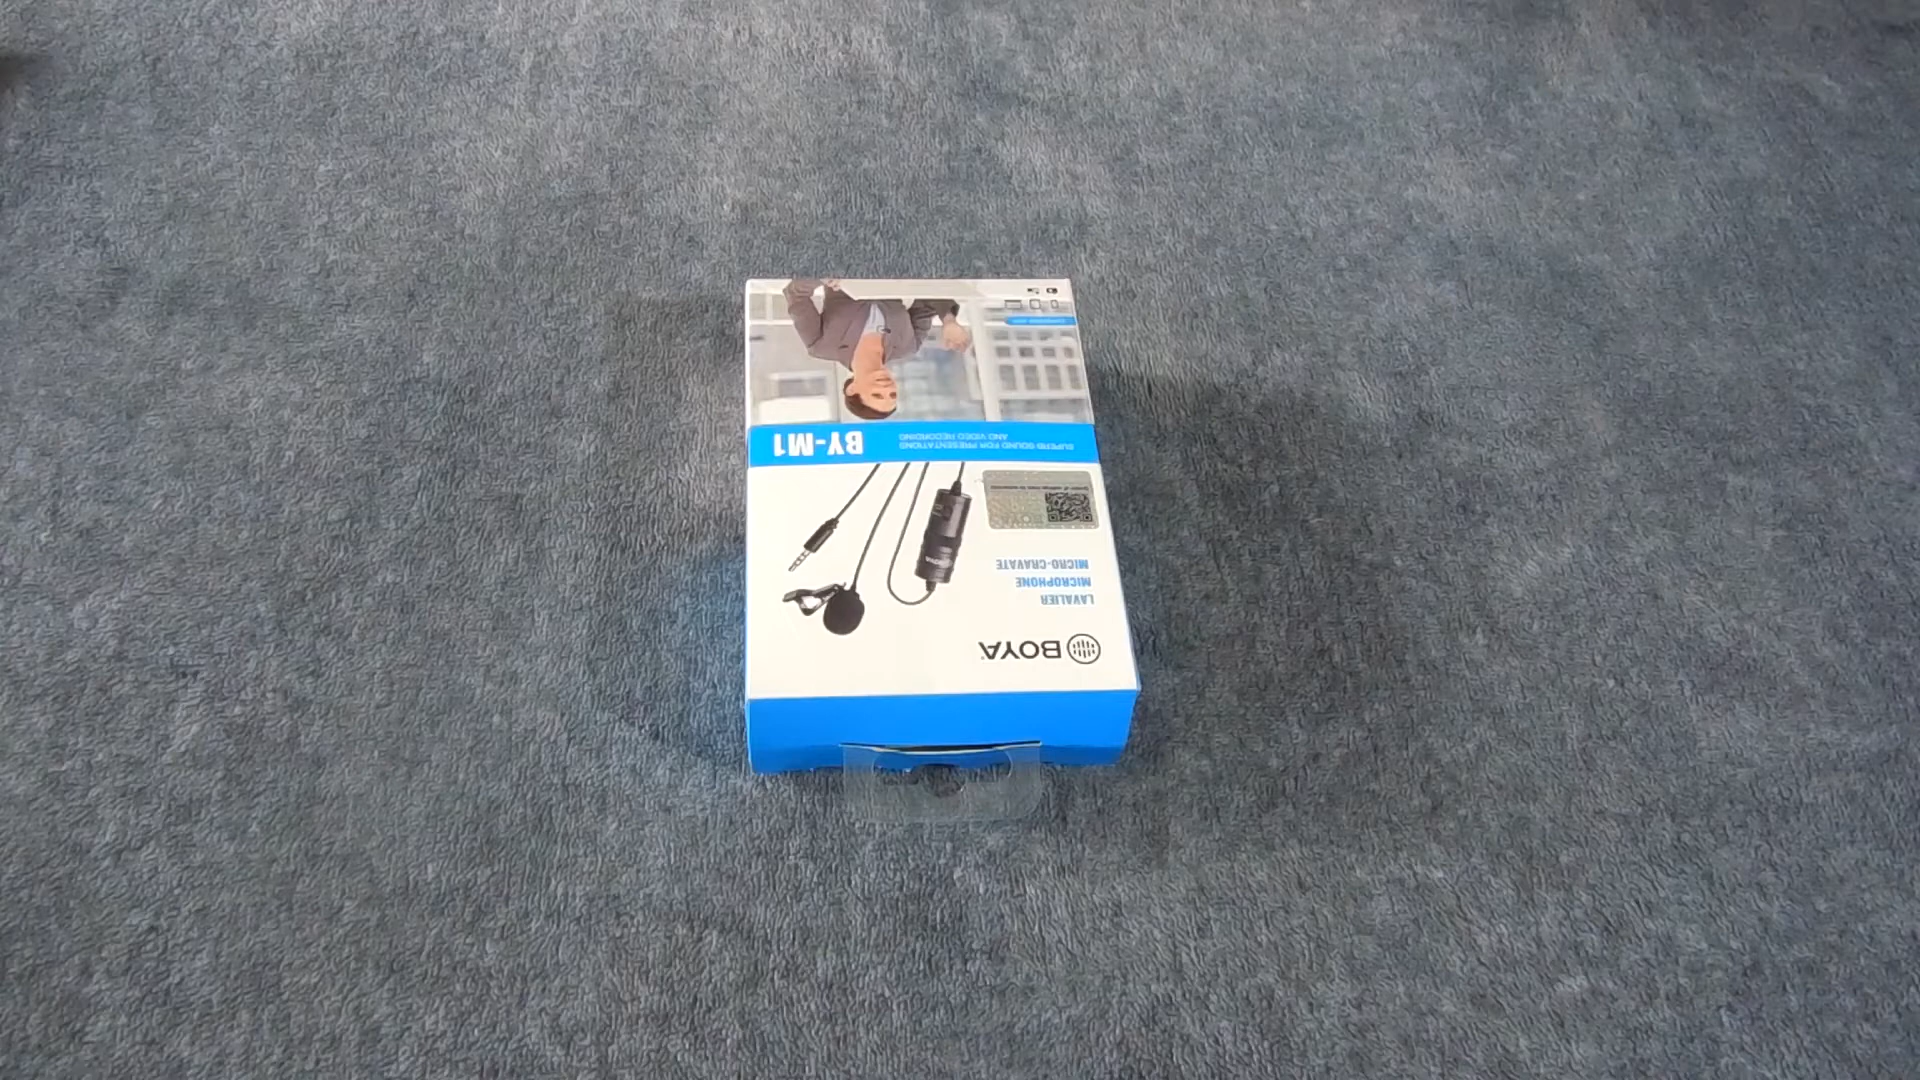 BOYA
LAVALIER
MICROPHONE
MICRO-CRAVATE
BY-M1
SUPERB SOUND FOR PRESENTATIONS
AND VIDEO RECORDING